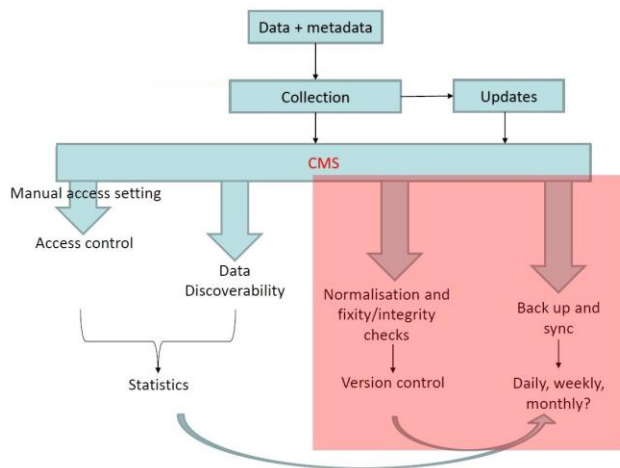 Data + metadata
Collection
Updates
CMS
Manual access setting
Access control
Data
Discoverability
Normalisation and
fixity/integrity
checks
Back up and
sync
Statistics
Version control
Daily, weekly,
monthly?